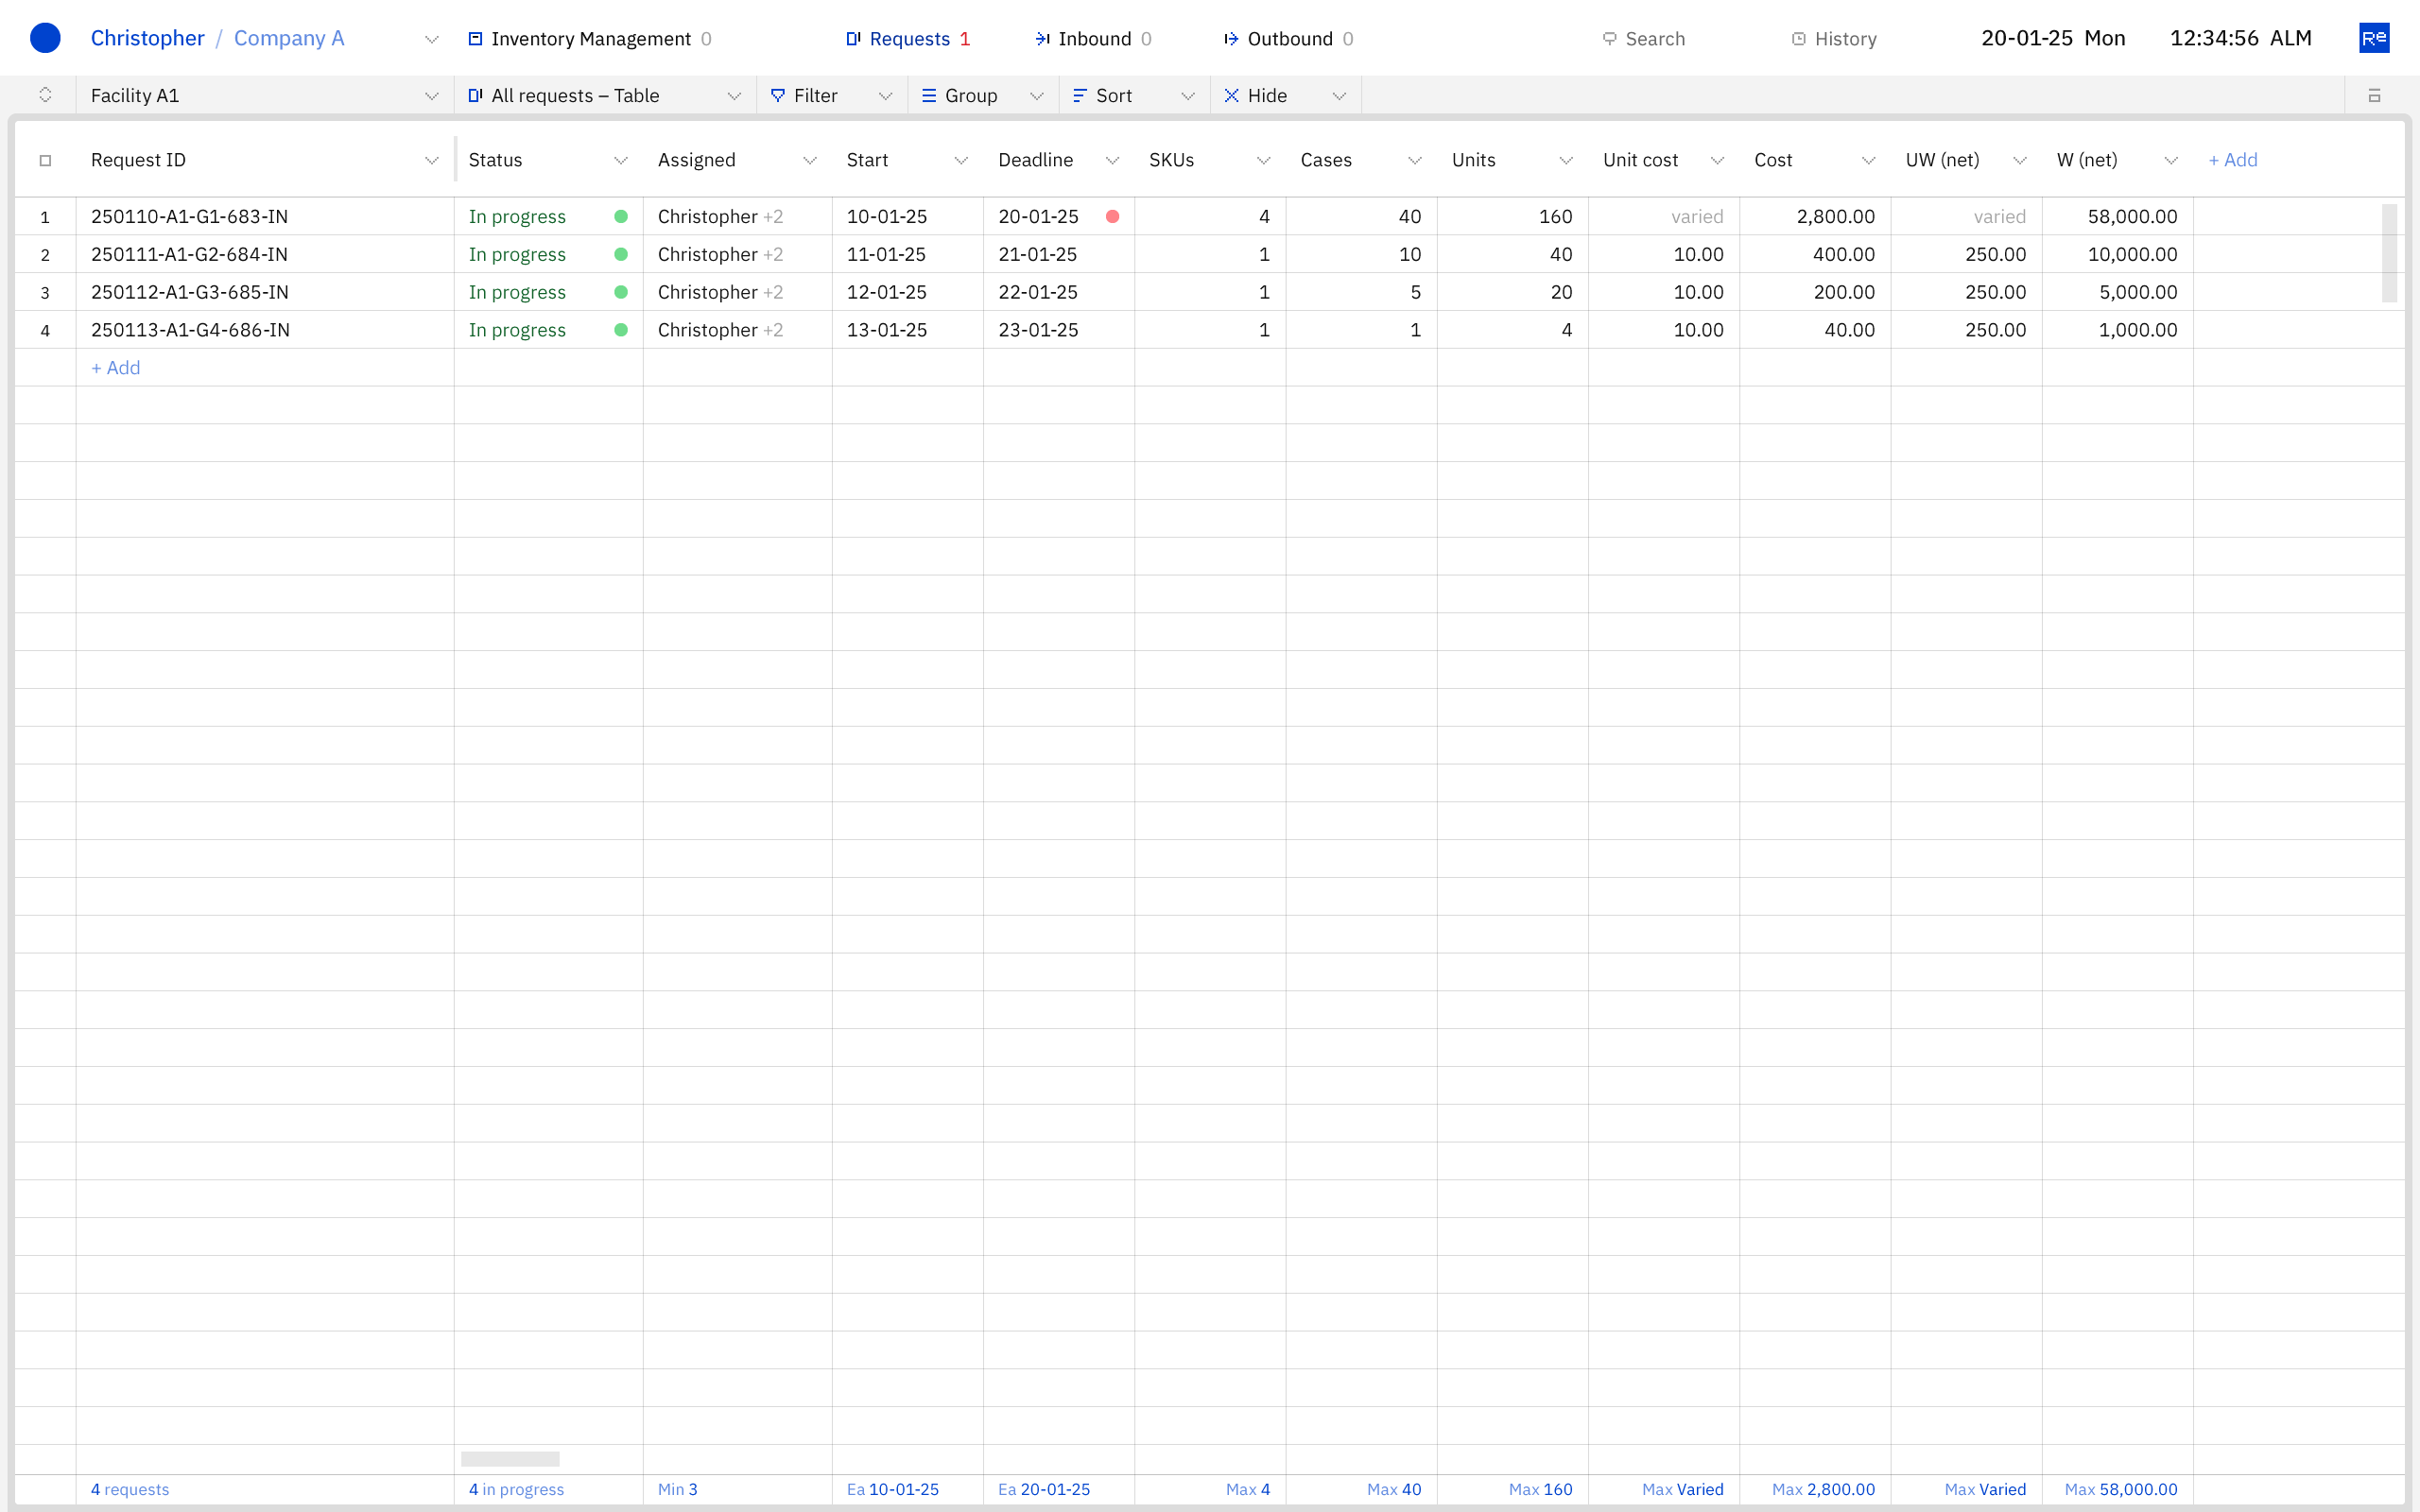 Christopher / Company A Inventory Management 0 Requests 1 Inbound 0 Outbound 0 Search History 20-01-25 Mon 12:34:56 ALM Re
Facility A1 All requests – Table Filter Group Sort Hide
Request ID Status Assigned Start Deadline SKUs Cases Units Unit cost Cost UW (net) W (net) + Add
1 250110-A1-G1-683-IN In progress Christopher +2 10-01-25 20-01-25 4 40 160 varied 2,800.00 varied 58,000.00
2 250111-A1-G2-684-IN In progress Christopher +2 11-01-25 21-01-25 1 10 40 10.00 400.00 250.00 10,000.00
3 250112-A1-G3-685-IN In progress Christopher +2 12-01-25 22-01-25 1 5 20 10.00 200.00 250.00 5,000.00
4 250113-A1-G4-686-IN In progress Christopher +2 13-01-25 23-01-25 1 1 4 10.00 40.00 250.00 1,000.00
+ Add
4 requests 4 in progress Min 3 Ea 10-01-25 Ea 20-01-25 Max 4 Max 40 Max 160 Max Varied Max 2,800.00 Max Varied Max 58,000.00